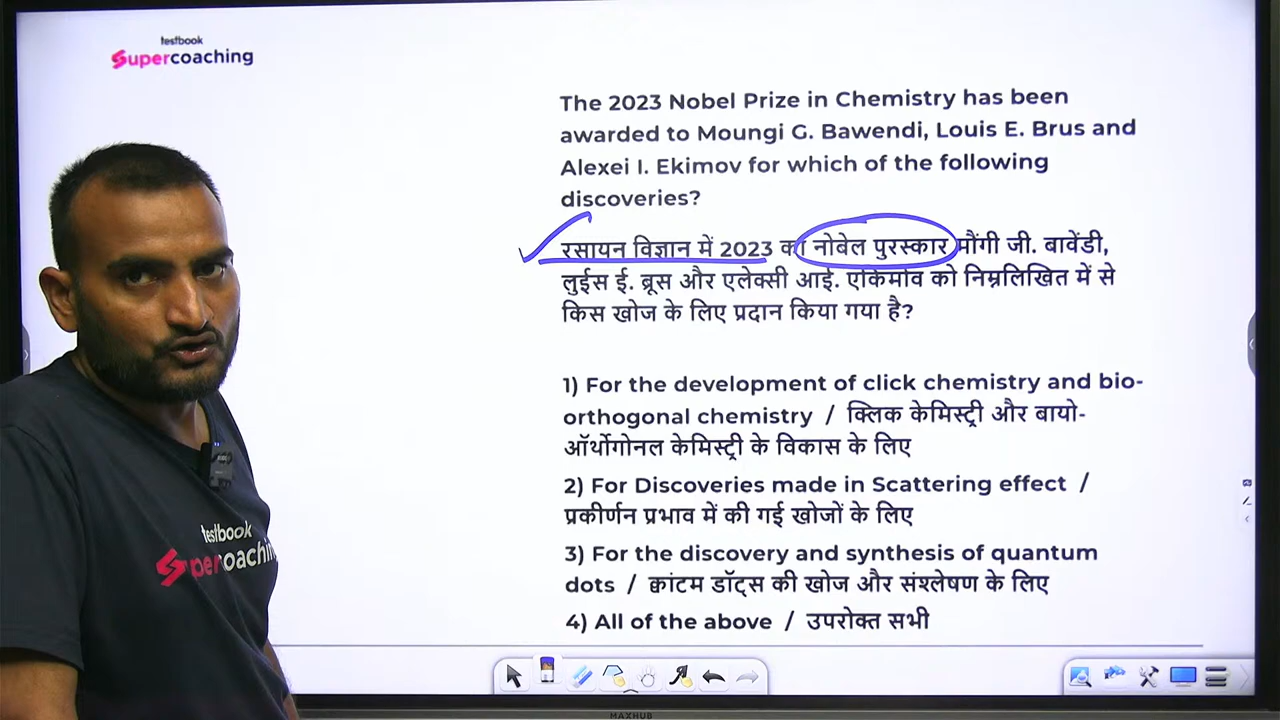 testbook
Supercoaching
The 2023 Nobel Prize in Chemistry has been
awarded to Moungi G. Bawendi, Louis E. Brus and
Alexei I. Ekimov for which of the following
discoveries?
रसायन विज्ञान में 2023 का नोबेल पुरस्कार मौंगी जी. बावेंडी,
लुईस ई. ब्रूस और एलेक्सी आई. एकिमोव को निम्नलिखित में से
किस खोज के लिए प्रदान किया गया है?
1) For the development of click chemistry and bio-
orthogonal chemistry / क्लिक केमिस्ट्री और बायो-
ऑर्थोगोनल केमिस्ट्री के विकास के लिए
2) For Discoveries made in Scattering effect /
प्रकीर्णन प्रभाव में की गई खोजों के लिए
3) For the discovery and synthesis of quantum
dots / क्वांटम डॉट्स की खोज और संश्लेषण के लिए
4) All of the above / उपरोक्त सभी
testbook
Supercoachin
MAXHUB